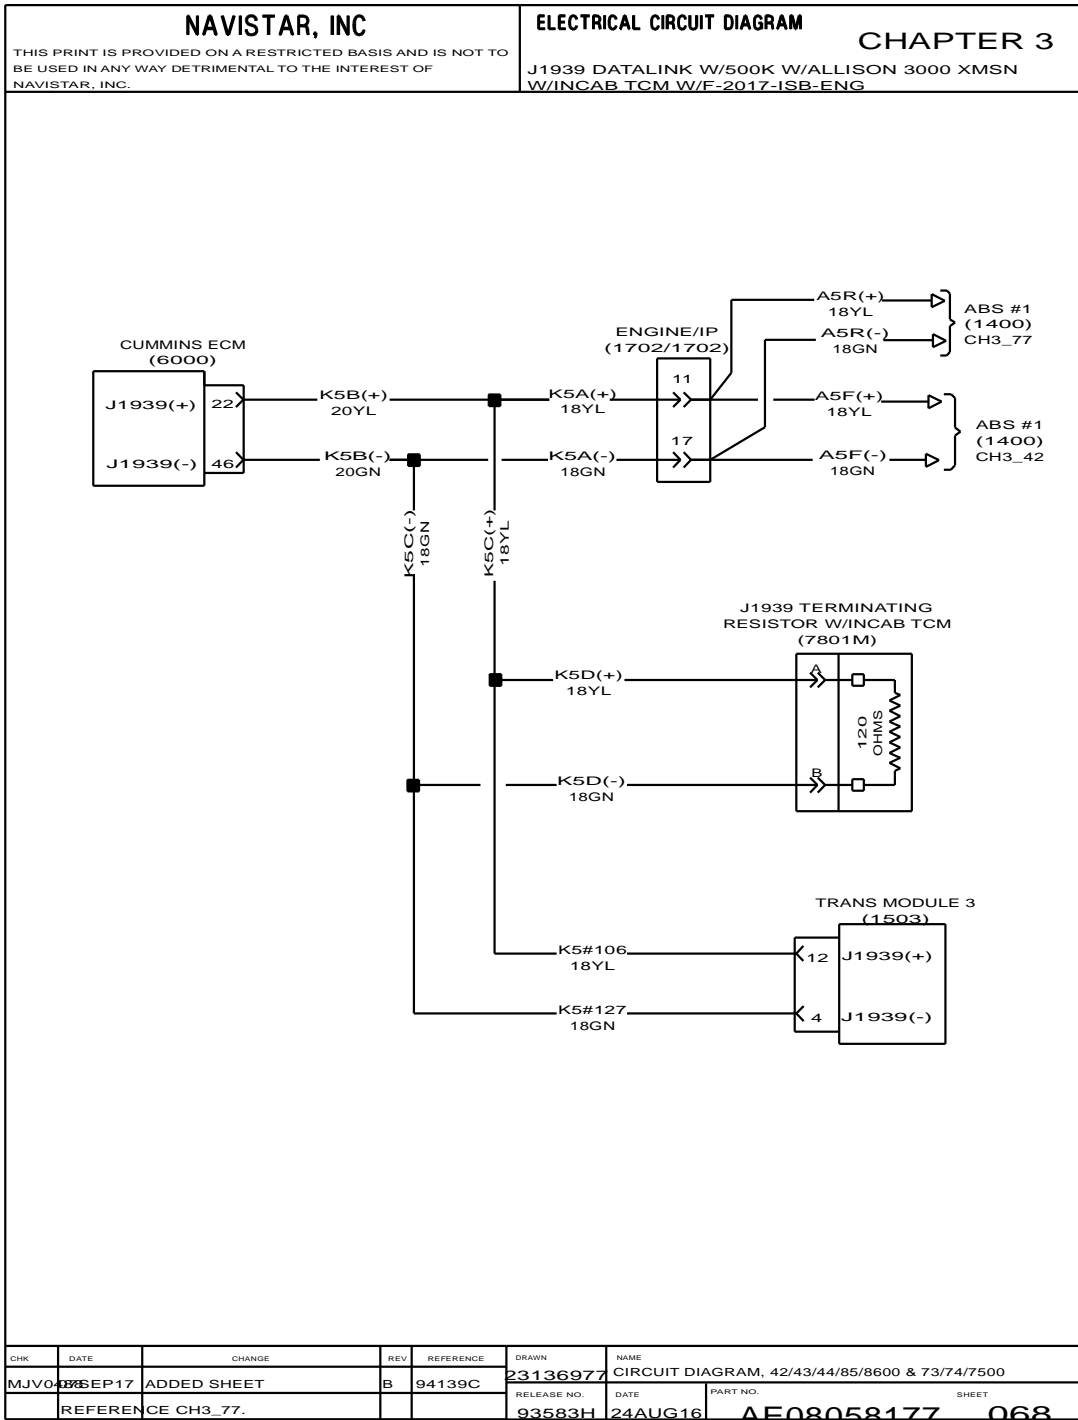 NAVISTAR, INC
THIS PRINT IS PROVIDED ON A RESTRICTED BASIS AND IS NOT TO
BE USED IN ANY WAY DETRIMENTAL TO THE INTEREST OF
NAVISTAR, INC.
ELECTRICAL CIRCUIT DIAGRAM
CHAPTER 3
J1939 DATALINK W/500K W/ALLISON 3000 XMSN
W/INCAB TCM W/F-2017-ISB-ENG
A5R(+)
18YL
ABS #1
(1400)
CH3_77
A5R(-)
18GN
ENGINE/IP
(1702/1702)
CUMMINS ECM
(6000)
J1939(+)
22
K5B(+)
20YL
K5A(+)
18YL
11
A5F(+)
18YL
ABS #1
(1400)
CH3_42
J1939(-)
46
K5B(-)
20GN
K5A(-)
18GN
17
A5F(-)
18GN
K5C(-)
18GN
K5C(+)
18YL
J1939 TERMINATING
RESISTOR W/INCAB TCM
(7801M)
K5D(+)
18YL
A
120
OHMS
K5D(-)
18GN
B
TRANS MODULE 3
(1503)
K5#106
18YL
12
J1939(+)
K5#127
18GN
4
J1939(-)
CHK
DATE
CHANGE
REV
REFERENCE
DRAWN
NAME
SEP17
ADDED SHEET
B
94139C
23136977
CIRCUIT DIAGRAM, 42/43/44/85/8600 & 73/74/7500
REFERENCE CH3_77.
RELEASE NO.
DATE
PART NO.
SHEET
93583H
24AUG16
AE08058177
068